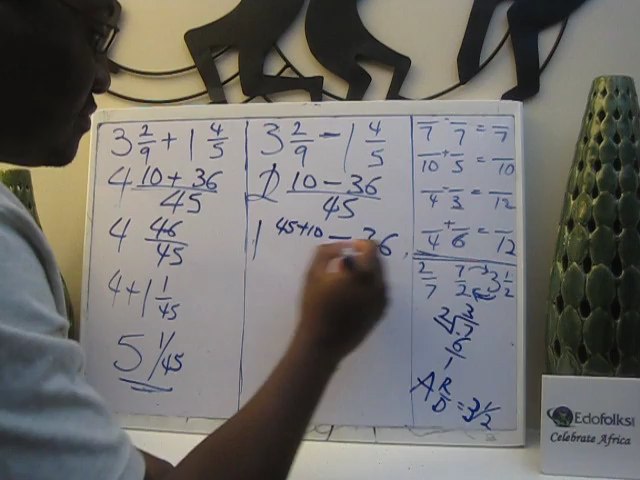 3 2/9 + 1 4/5
4 10 + 36/45
4 46/45
4 + 1 1/45
5 1/45
3 2/9 - 1 4/5
2 10 - 36/45
1 45+10 - 36
/7 - /7 = /7
/10 + /5 = /10
/4 - /3 = /12
/4 + /6 = /12
2/7 7/2 3 1/2
A R/D = 3 1/2
Edofolks
Celebrate Africa